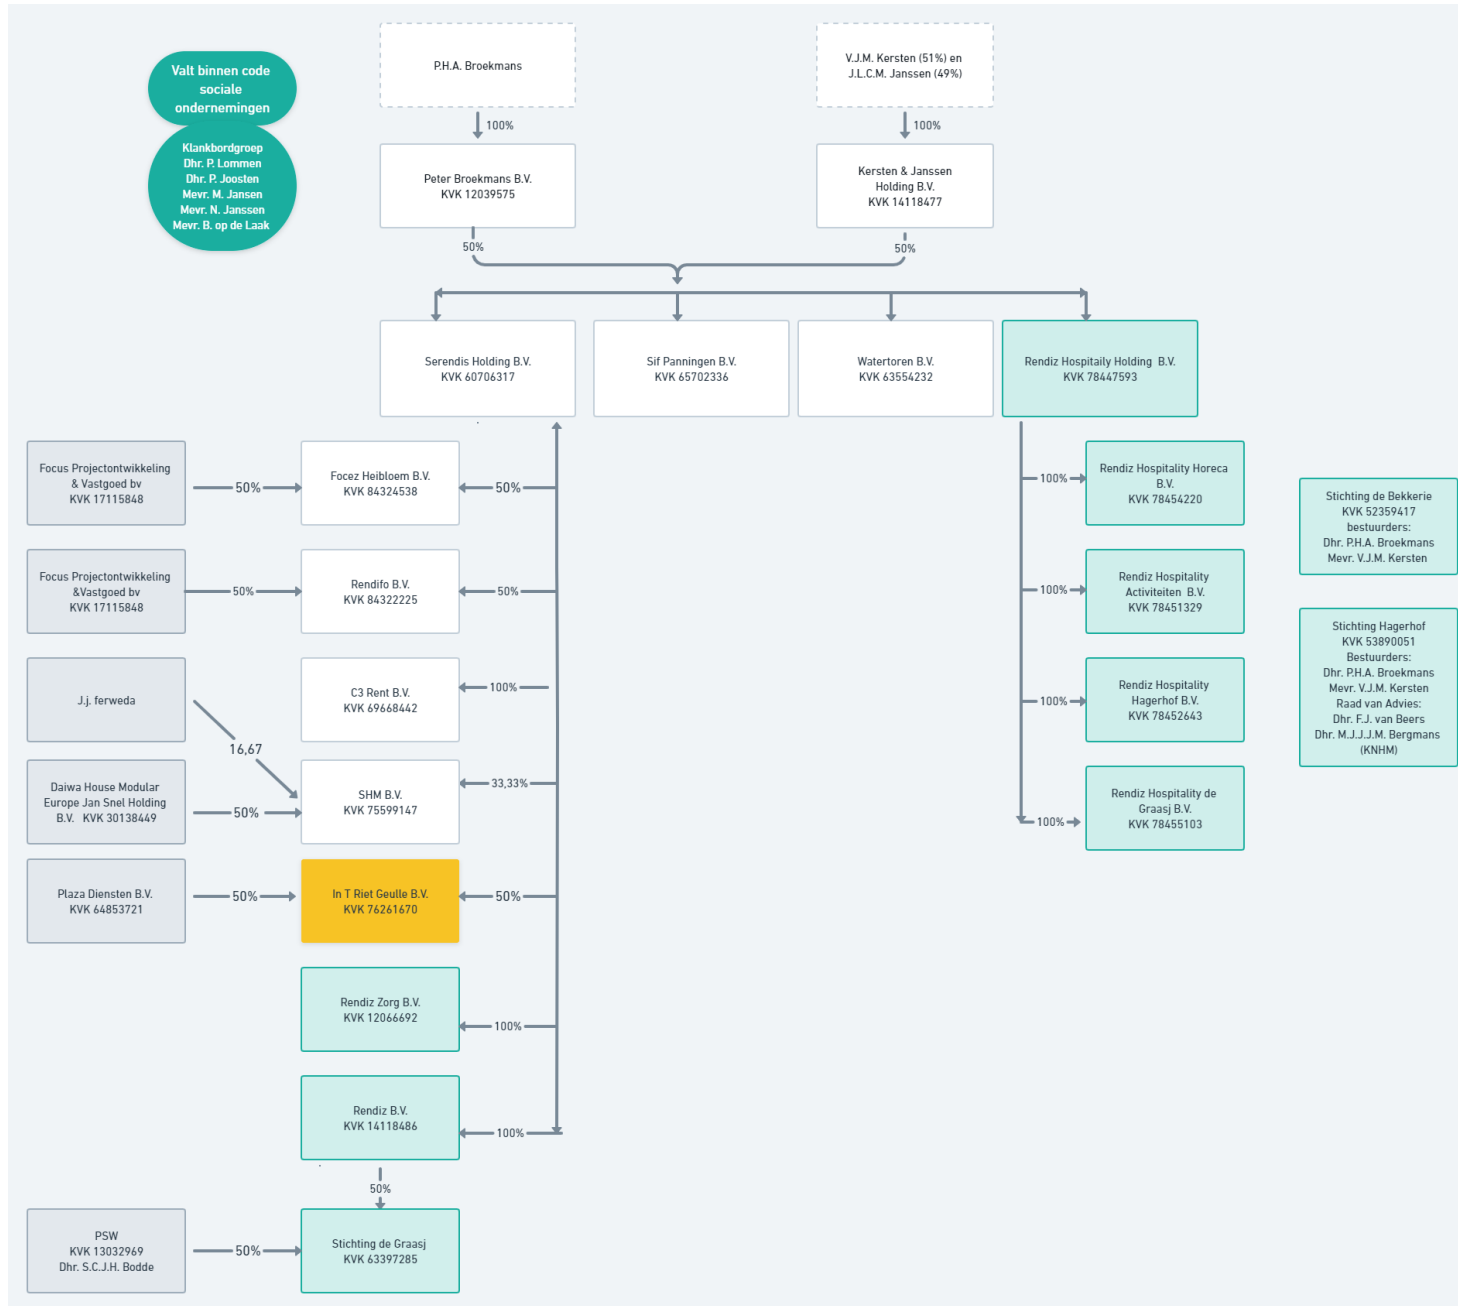 P.H.A. Broekmans
V.J.M. Kersten (51%) en
J.L.C.M. Janssen (49%)
Valt binnen code
sociale
ondernemingen
100%
100%
Klankbordgroep
Dhr. P. Lommen
Dhr. P. Joosten
Mevr. M. Jansen
Mevr. N. Janssen
Mevr. B. op de Laak
Peter Broekmans B.V.
KVK 12039575
Kersten & Janssen
Holding B.V.
KVK 14118477
50%
50%
Serendis Holding B.V.
KVK 60706317
Sif Panningen B.V.
KVK 65702336
Watertoren B.V.
KVK 63554232
Rendiz Hospitaily Holding B.V.
KVK 78447593
Focus Projectontwikkeling
& Vastgoed bv
KVK 17115848
50%
Focez Heibloem B.V.
KVK 84324538
50%
100%
Rendiz Hospitality Horeca
B.V.
KVK 78454220
Stichting de Bekkerie
KVK 52359417
bestuurders:
Dhr. P.H.A. Broekmans
Mevr. V.J.M. Kersten
Focus Projectontwikkeling
&Vastgoed bv
KVK 17115848
50%
Rendifo B.V.
KVK 84322225
50%
100%
Rendiz Hospitality
Activiteiten B.V.
KVK 78451329
Stichting Hagerhof
KVK 53890051
Bestuurders:
Dhr. P.H.A. Broekmans
Mevr. V.J.M. Kersten
Raad van Advies:
Dhr. F.J. van Beers
Dhr. M.J.J.J.M. Bergmans
(KNHM)
J.j. ferweda
16,67
C3 Rent B.V.
KVK 69668442
100%
100%
Rendiz Hospitality
Hagerhof B.V.
KVK 78452643
Daiwa House Modular
Europe Jan Snel Holding
B.V. KVK 30138449
50%
SHM B.V.
KVK 75599147
33,33%
100%
Rendiz Hospitality de
Graasj B.V.
KVK 78455103
Plaza Diensten B.V.
KVK 64853721
50%
In T Riet Geulle B.V.
KVK 76261670
50%
Rendiz Zorg B.V.
KVK 12066692
100%
Rendiz B.V.
KVK 14118486
100%
50%
PSW
KVK 13032969
Dhr. S.C.J.H. Bodde
50%
Stichting de Graasj
KVK 63397285